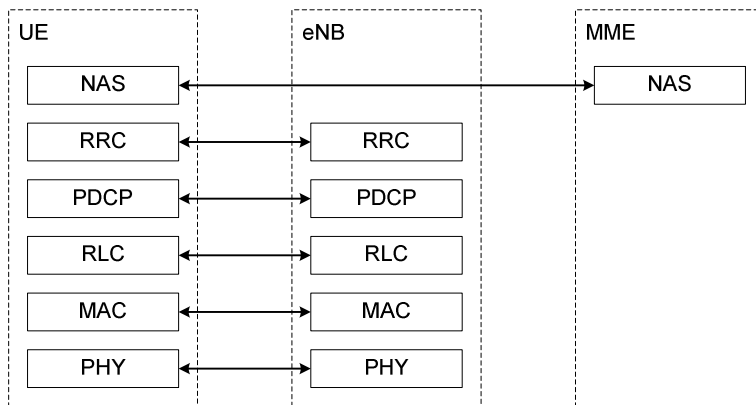 UE eNB MME
NAS NAS
RRC RRC
PDCP PDCP
RLC RLC
MAC MAC
PHY PHY